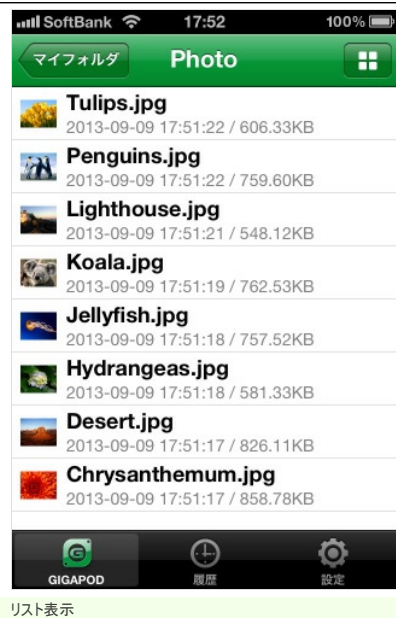 SoftBank 17:52 100%
マイフォルダ Photo
Tulips.jpg
2013-09-09 17:51:22 / 606.33KB
Penguins.jpg
2013-09-09 17:51:22 / 759.60KB
Lighthouse.jpg
2013-09-09 17:51:21 / 548.12KB
Koala.jpg
2013-09-09 17:51:19 / 762.53KB
Jellyfish.jpg
2013-09-09 17:51:18 / 757.52KB
Hydrangeas.jpg
2013-09-09 17:51:18 / 581.33KB
Desert.jpg
2013-09-09 17:51:17 / 826.11KB
Chrysanthemum.jpg
2013-09-09 17:51:17 / 858.78KB
GIGAPOD 履歴 設定
リスト表示